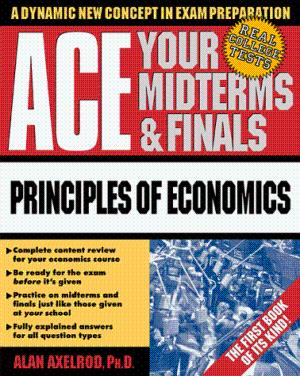 A DYNAMIC NEW CONCEPT IN EXAM PREPARATION
ACE YOUR
MIDTERMS
& FINALS
REAL
COLLEGE
TESTS
PRINCIPLES OF ECONOMICS
Complete content review
for your economics course
Be ready for the exam
before it's given
Practice on midterms and
finals just like those given
at your school
Fully explained answers
for all question types
THE FIRST BOOK
OF ITS KIND!
ALAN AXELROD, PH.D.